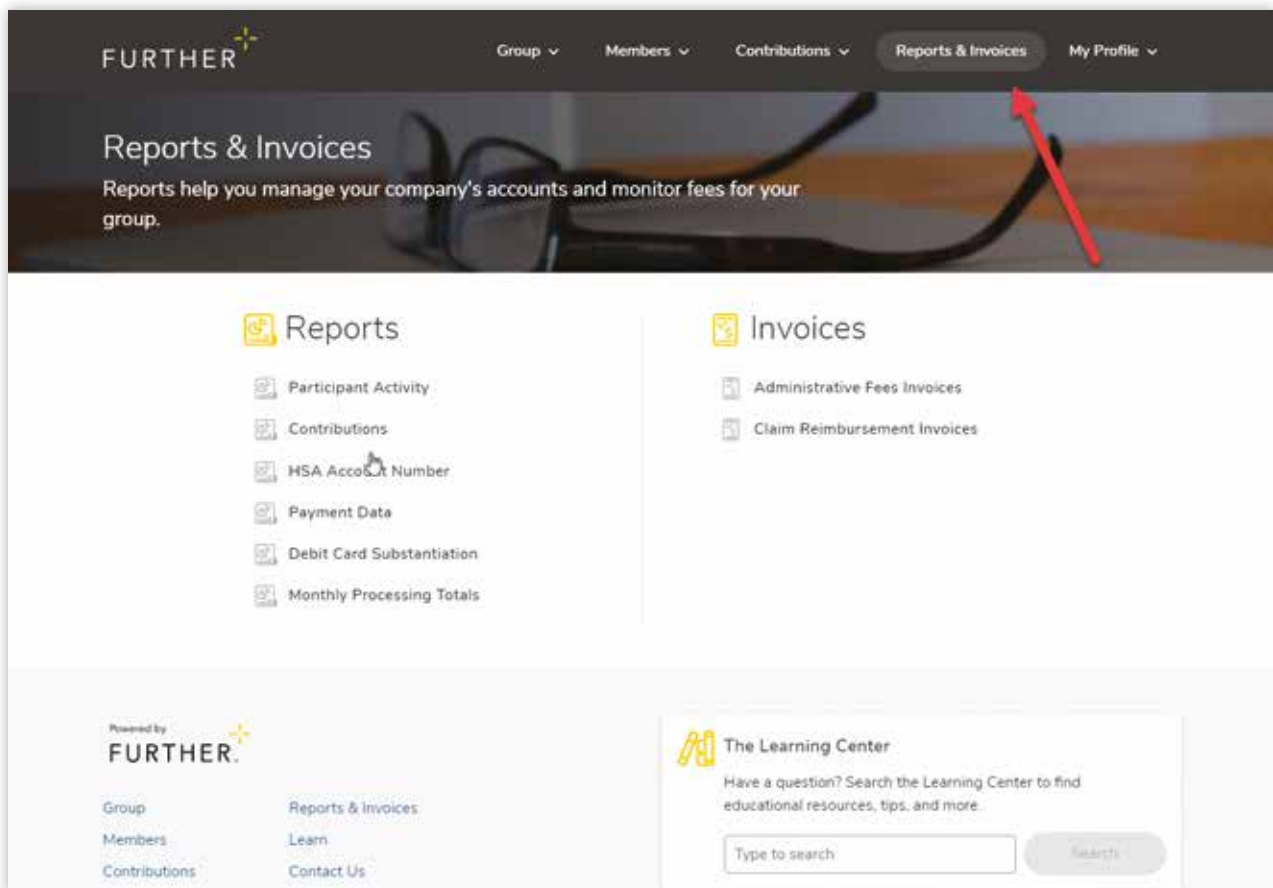 FURTHER
Group
Members
Contributions
Reports & Invoices
My Profile
Reports & Invoices
Reports help you manage your company's accounts and monitor fees for your
group.
Reports
Participant Activity
Contributions
HSA Account Number
Payment Data
Debit Card Substantiation
Monthly Processing Totals
Invoices
Administrative Fees Invoices
Claim Reimbursement Invoices
Powered by
FURTHER.
Group
Members
Contributions
Reports & Invoices
Learn
Contact Us
The Learning Center
Have a question? Search the Learning Center to find
educational resources, tips, and more.
Type to search
Search